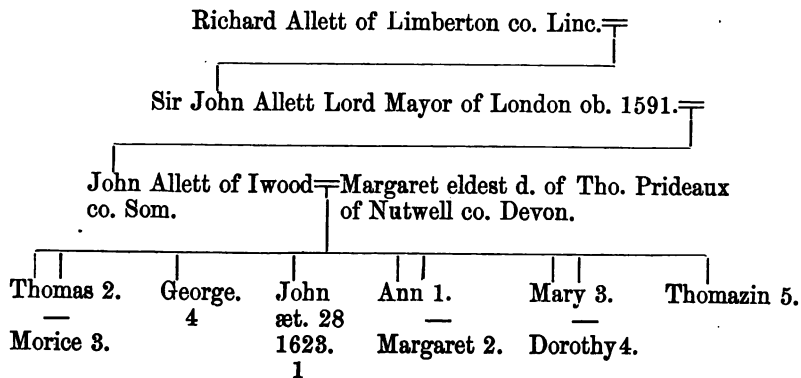 Richard Allett of Limberton co. Linc.
Sir John Allett Lord Mayor of London ob. 1591.
John Allett of Iwood=Margaret eldest d. of Tho. Prideaux
co. Som. of Nutwell co. Devon.
Thomas 2. George. John Ann 1. Mary 3. Thomazin 5.
— 4 æt. 28 — —
Morice 3. 1623. Margaret 2. Dorothy 4.
1